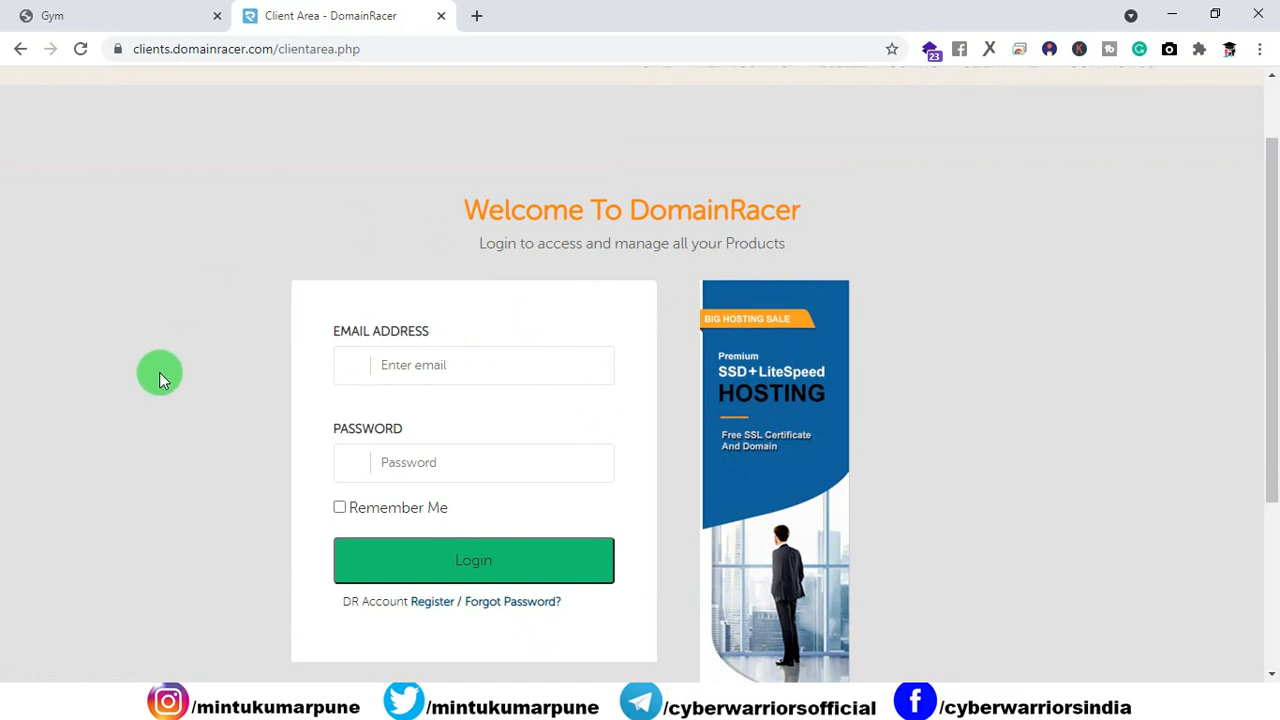 Gym
Client Area - DomainRacer
clients.domainracer.com/clientarea.php
23
Welcome To DomainRacer
Login to access and manage all your Products
EMAIL ADDRESS
Enter email
PASSWORD
Password
Remember Me
Login
DR Account Register / Forgot Password?
BIG HOSTING SALE
Premium
SSD+LiteSpeed
HOSTING
Free SSL Certificate
And Domain
/mintukumarpune
/mintukumarpune
/cyberwarriorsofficial
/cyberwarriorsindia